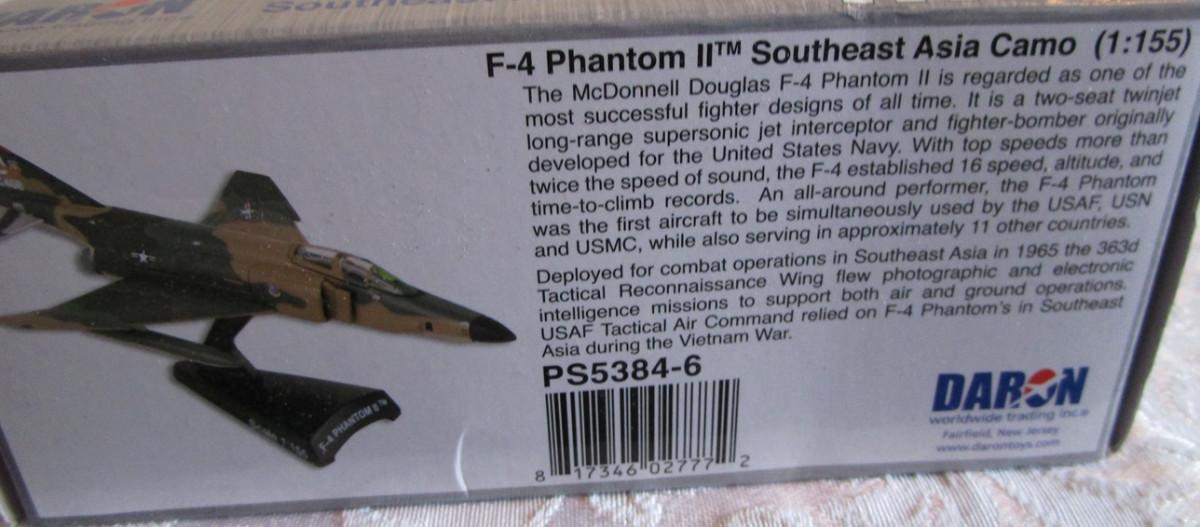 DARON Southeast
F-4 Phantom II™ Southeast Asia Camo (1:155)
The McDonnell Douglas F-4 Phantom II is regarded as one of the
most successful fighter designs of all time. It is a two-seat twinjet
long-range supersonic jet interceptor and fighter-bomber originally
developed for the United States Navy. With top speeds more than
twice the speed of sound, the F-4 established 16 speed, altitude, and
time-to-climb records. An all-around performer, the F-4 Phantom
was the first aircraft to be simultaneously used by the USAF, USN
and USMC, while also serving in approximately 11 other countries.
Deployed for combat operations in Southeast Asia in 1965 the 363d
Tactical Reconnaissance Wing flew photographic and electronic
intelligence missions to support both air and ground operations.
USAF Tactical Air Command relied on F-4 Phantom's in Southeast
Asia during the Vietnam War.
PS5384-6
8 17346 02777 2
DARON
worldwide trading inc.®
Fairfield, New Jersey
www.darontoys.com
F-4 PHANTOM II™
Scale 1:155